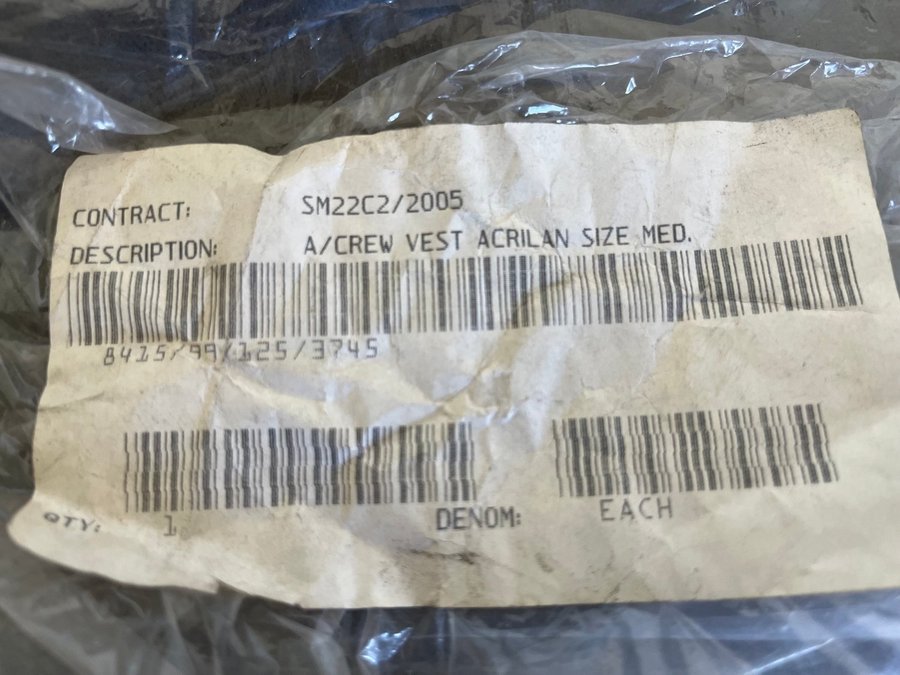 CONTRACT: SM22C2/2005
DESCRIPTION: A/CREW VEST ACRILAN SIZE MED.
8415/99/125/3745
QTY: 1 DENOM: EACH